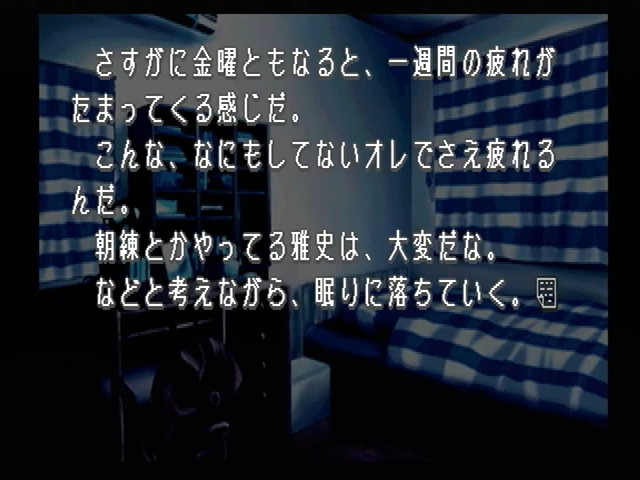 さすがに金曜ともなると、一週間の疲れが
たまってくる感じだ。
こんな、なにもしてないオレでさえ疲れる
んだ。
朝練とかやってる雅史は、大変だな。
などと考えながら、眠りに落ちていく。